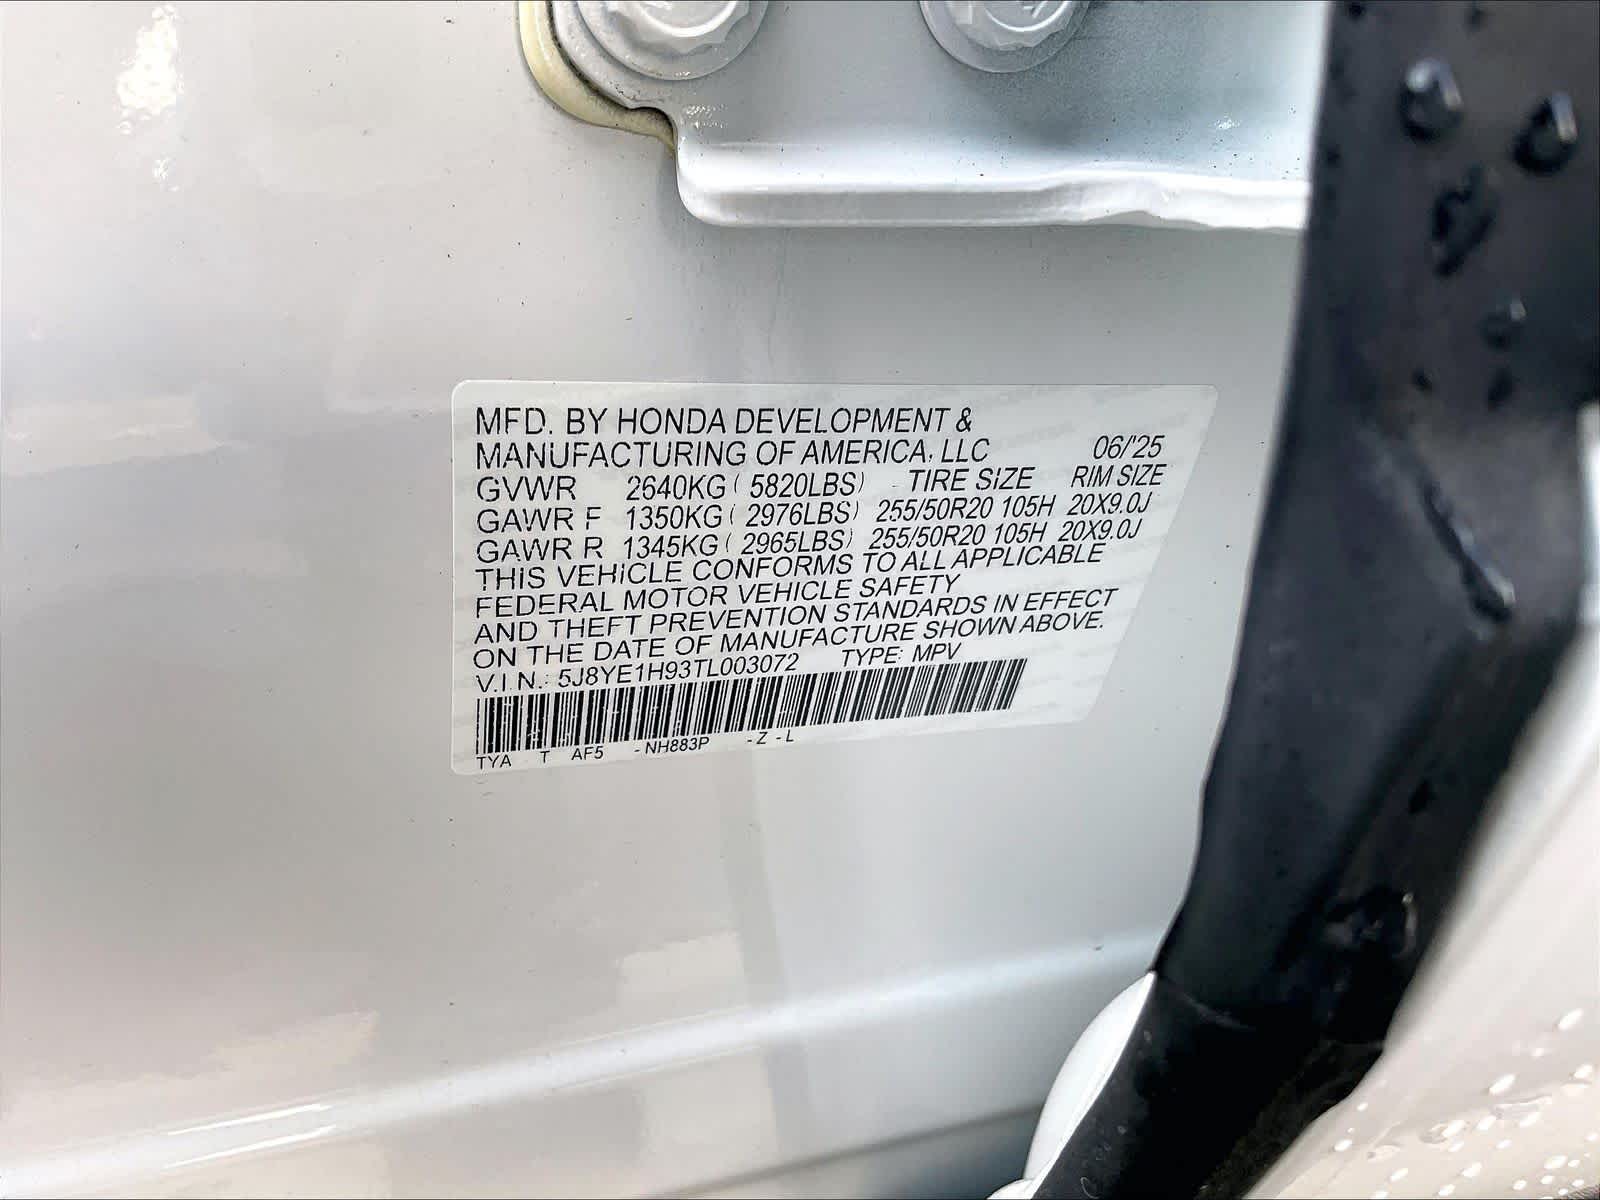 MFD. BY HONDA DEVELOPMENT &
MANUFACTURING OF AMERICA, LLC 06/'25
GVWR 2640KG ( 5820LBS) - TIRE SIZE RIM SIZE
GAWR F 1350KG ( 2976LBS) 255/50R20 105H 20X9.0J
GAWR R 1345KG ( 2965LBS) 255/50R20 105H 20X9.0J
THIS VEHICLE CONFORMS TO ALL APPLICABLE
FEDERAL MOTOR VEHICLE SAFETY
AND THEFT PREVENTION STANDARDS IN EFFECT
ON THE DATE OF MANUFACTURE SHOWN ABOVE.
V.I.N.: 5J8YE1H93TL003072 TYPE: MPV
TYA T AF5 - NH883P - Z - L